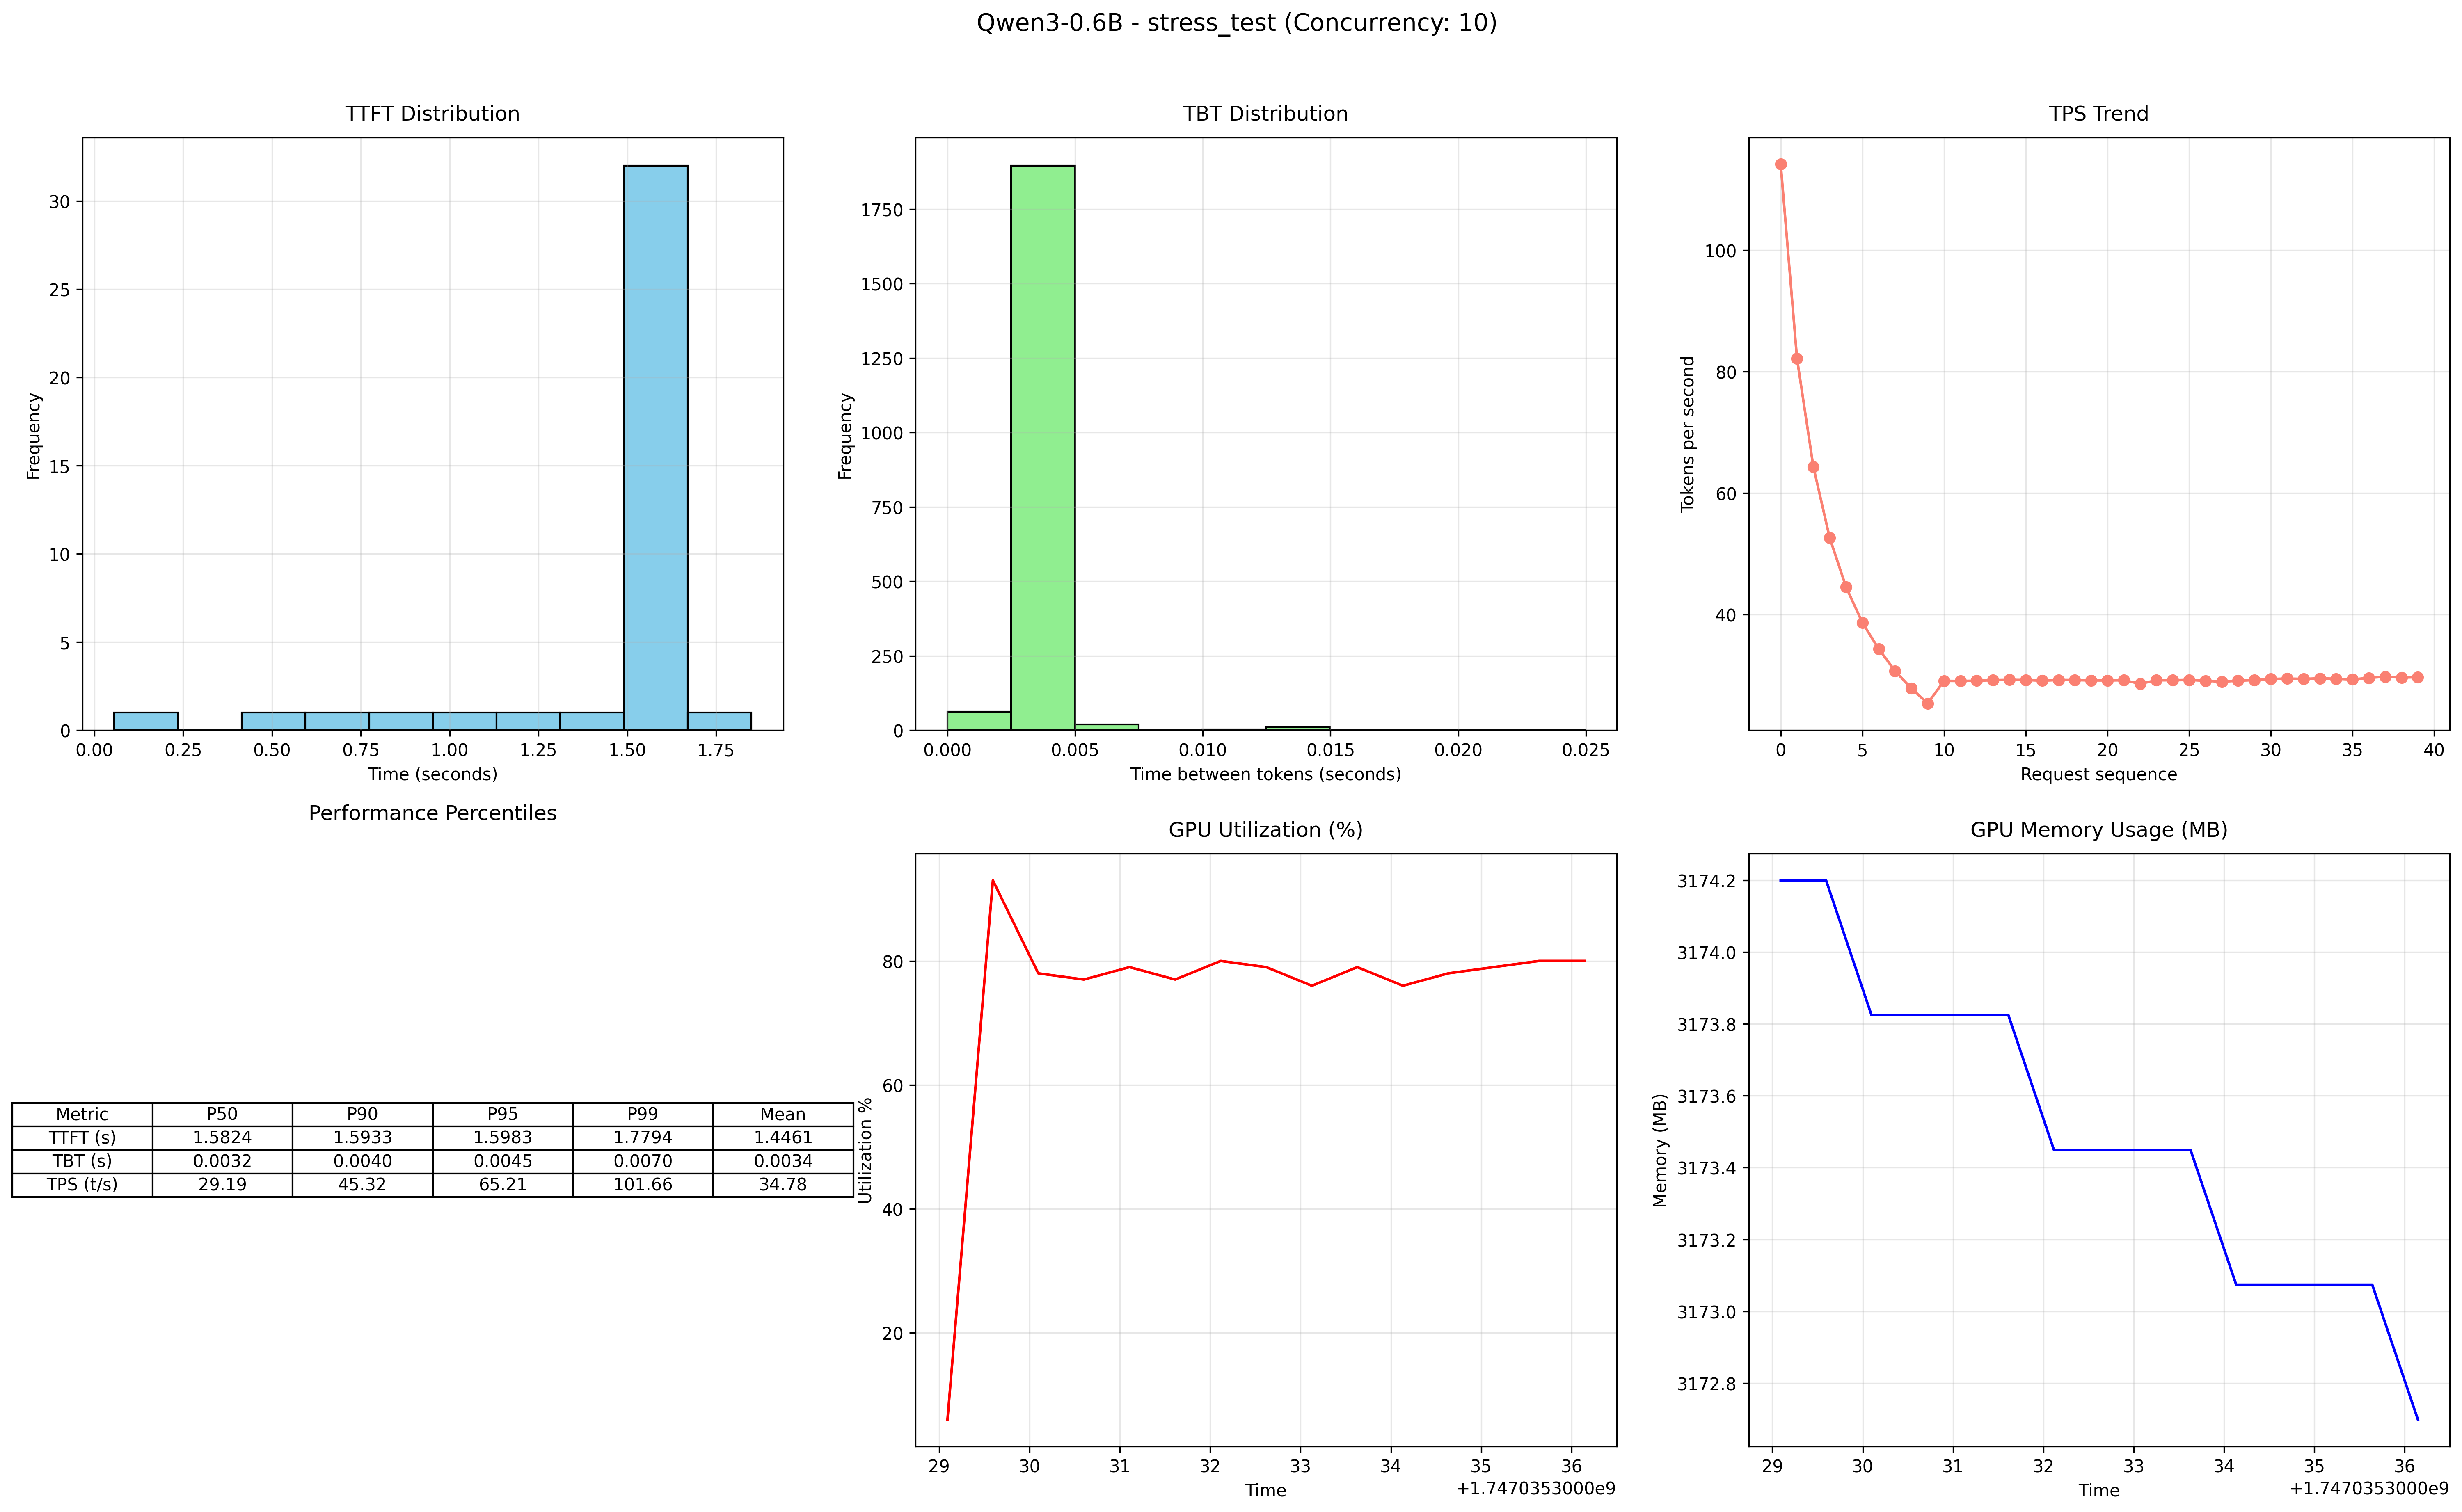 Qwen3-0.6B - stress_test (Concurrency: 10)
TTFT Distribution
Frequency
30
25
20
15
10
5
0
0.00 0.25 0.50 0.75 1.00 1.25 1.50 1.75
Time (seconds)
TBT Distribution
Frequency
1750
1500
1250
1000
750
500
250
0
0.000 0.005 0.010 0.015 0.020 0.025
Time between tokens (seconds)
TPS Trend
Tokens per second
100
80
60
40
0 5 10 15 20 25 30 35 40
Request sequence
Performance Percentiles
Metric P50 P90 P95 P99 Mean
TTFT (s) 1.5824 1.5933 1.5983 1.7794 1.4461
TBT (s) 0.0032 0.0040 0.0045 0.0070 0.0034
TPS (t/s) 29.19 45.32 65.21 101.66 34.78
GPU Utilization (%)
Utilization %
80
60
40
20
29 30 31 32 33 34 35 36
+1.7470353000e9
Time
GPU Memory Usage (MB)
Memory (MB)
3174.2
3174.0
3173.8
3173.6
3173.4
3173.2
3173.0
3172.8
29 30 31 32 33 34 35 36
+1.7470353000e9
Time